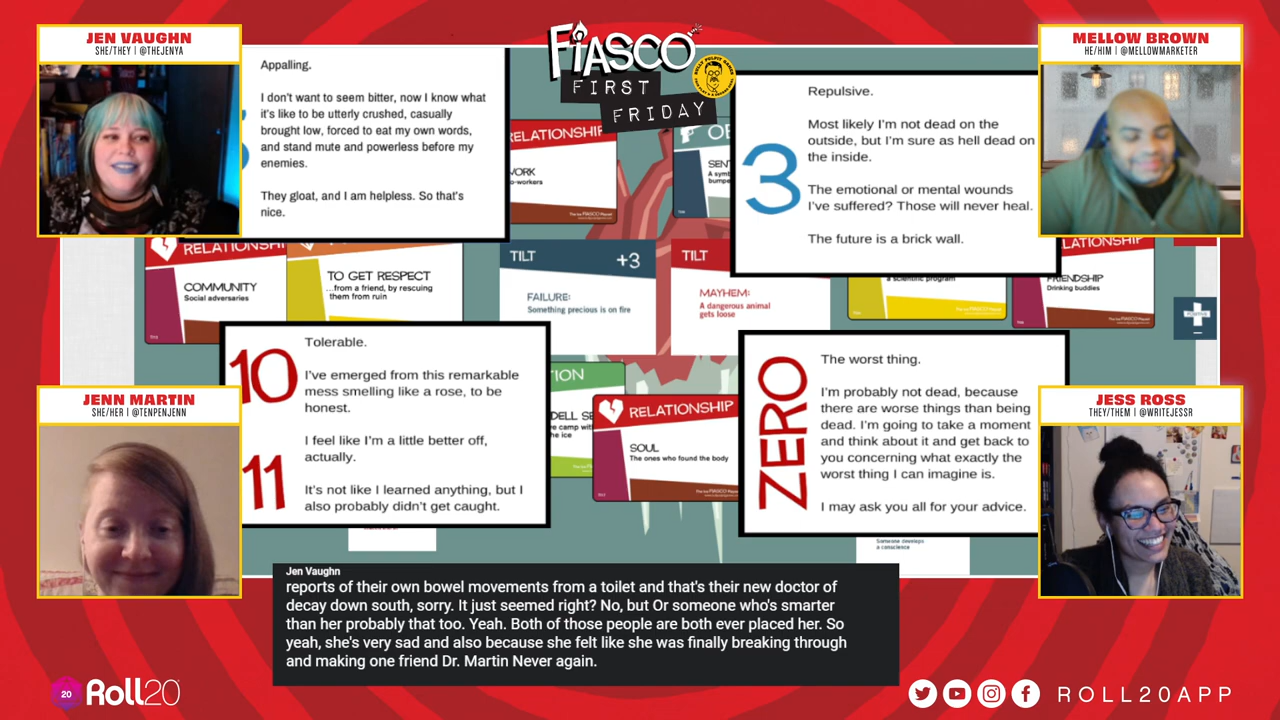 JEN VAUGHN
SHE/THEY | @THEJENYA
Appalling.
I don't want to seem bitter, now I know what
it's like to be utterly crushed, casually
brought low, forced to eat my own words,
and stand mute and powerless before my
enemies.
They gloat, and I am helpless. So that's
nice.
FIASCO
FIRST
FRIDAY
MELLOW BROWN
HE/HIM | @MELLOWMARKETER
3
Repulsive.
Most likely I'm not dead on the
outside, but I'm sure as hell dead on
the inside.
The emotional or mental wounds
I've suffered? Those will never heal.
The future is a brick wall.
RELATIONSHIP
RELATIONSHIP
COMMUNITY
Social adversaries
TO GET RESPECT
...from a friend, by rescuing
them from ruin
TILT +3
FAILURE:
Something precious is on fire
TILT
MAYHEM:
A dangerous animal
gets loose
a scientific program
FRIENDSHIP
Drinking buddies
10
11
Tolerable.
I've emerged from this remarkable
mess smelling like a rose, to be
honest.
I feel like I'm a little better off,
actually.
It's not like I learned anything, but I
also probably didn't get caught.
RELATIONSHIP
SOUL
The ones who found the body
ZERO
The worst thing.
I'm probably not dead, because
there are worse things than being
dead. I'm going to take a moment
and think about it and get back to
you concerning what exactly the
worst thing I can imagine is.
I may ask you all for your advice.
Someone develops
a conscience
JENN MARTIN
SHE/HER | @TENPENJENN
JESS ROSS
THEY/THEM | @WRITEJESSR
Jen Vaughn
reports of their own bowel movements from a toilet and that's their new doctor of
decay down south, sorry. It just seemed right? No, but Or someone who's smarter
than her probably that too. Yeah. Both of those people are both ever placed her. So
yeah, she's very sad and also because she felt like she was finally breaking through
and making one friend Dr. Martin Never again.
20 Roll20
ROLL20APP